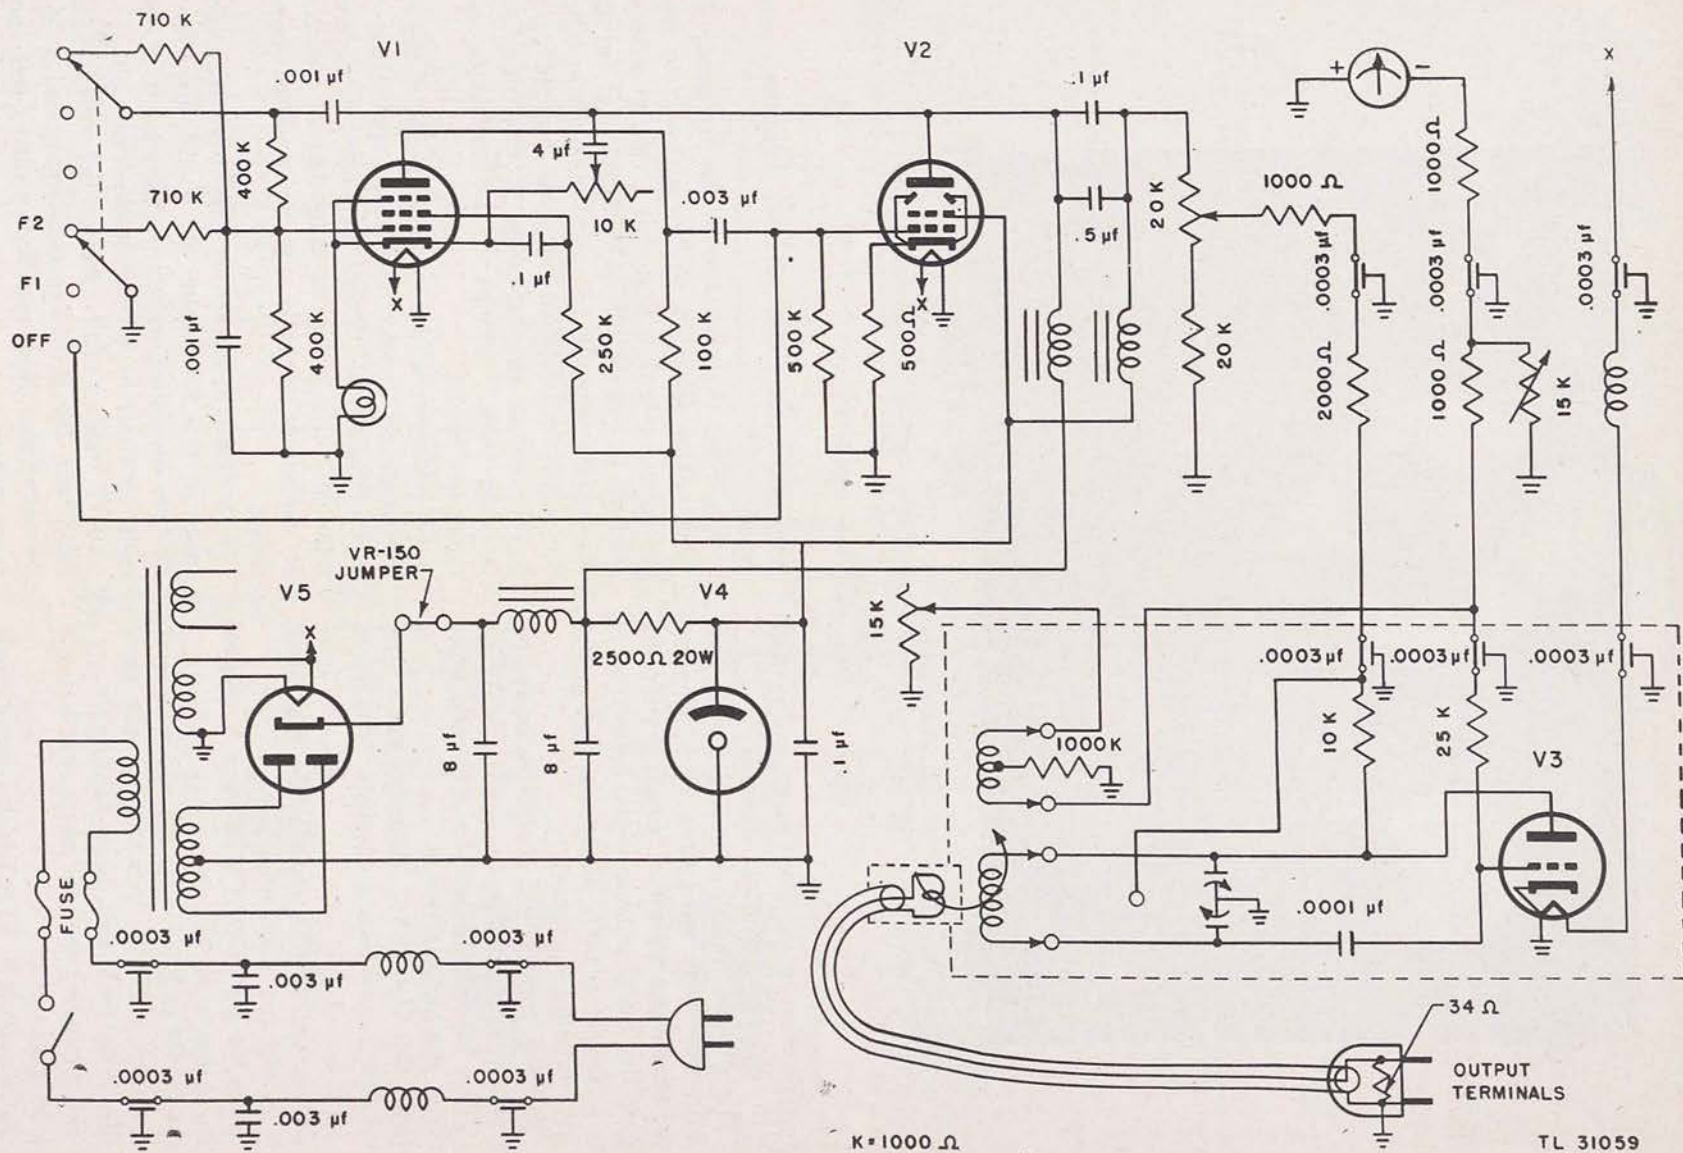 710 K
V1
V2
.001 µf
.1 µf
X
+
−
4 µf
400 K
1000 Ω
710 K
10 K
.003 µf
20 K
1000 Ω
F2
.5 µf
.1 µf
F1
X
X
.0003 µf
.0003 µf
.0003 µf
OFF
.001 µf
400 K
250 K
100 K
500 K
500 Ω
20 K
2000 Ω
1000 Ω
15 K
VR-150
JUMPER
V5
V4
X
15 K
2500 Ω 20W
.0003 µf
.0003 µf
.0003 µf
8 µf
8 µf
.1 µf
1000 K
10 K
25 K
V3
FUSE
.0001 µf
.0003 µf
.0003 µf
.003 µf
34 Ω
.0003 µf
.0003 µf
OUTPUT
TERMINALS
.003 µf
K=1000 Ω
TL 31059